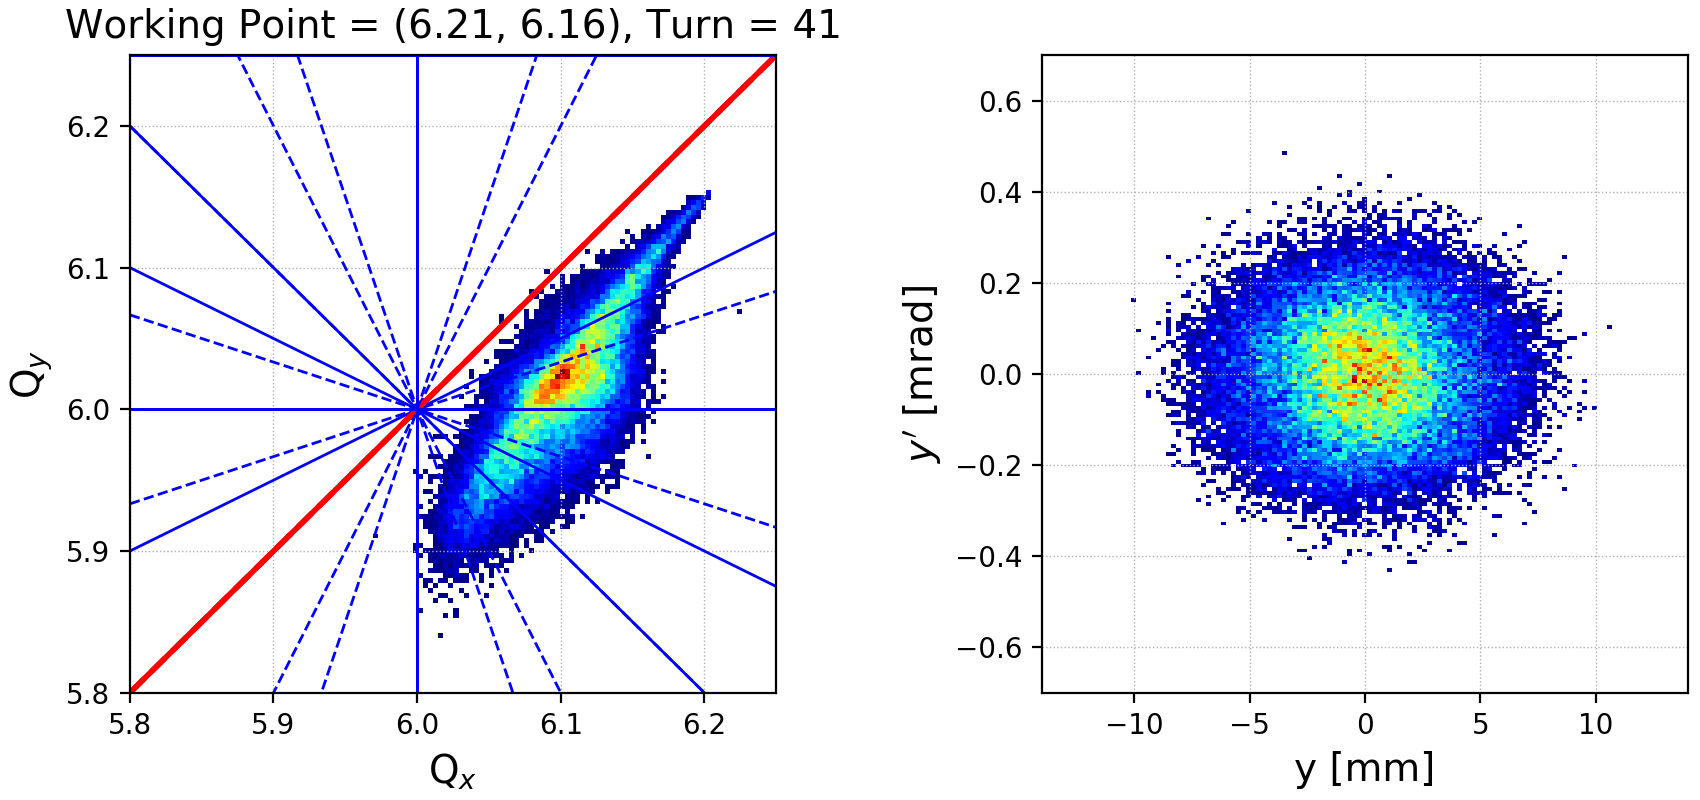 Working Point = (6.21, 6.16), Turn = 41
6.2
6.1
6.0
5.9
5.8
Q_y
5.8 5.9 6.0 6.1 6.2
Q_x
0.6
0.4
0.2
0.0
−0.2
−0.4
−0.6
y′ [mrad]
−10 −5 0 5 10
y [mm]